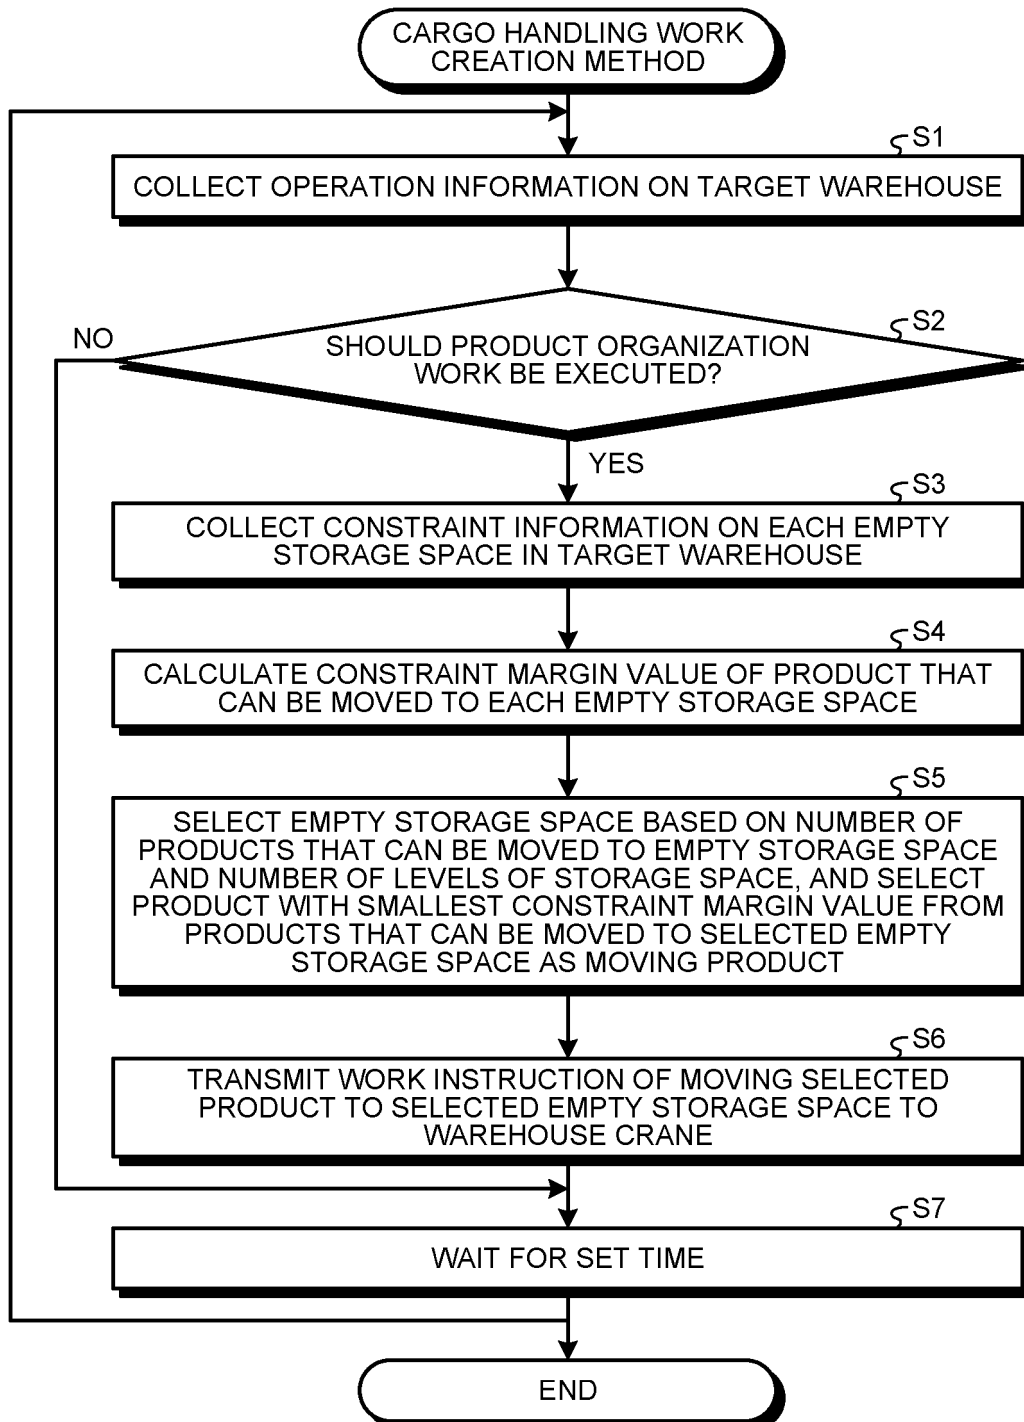 CARGO HANDLING WORK
CREATION METHOD
S1
COLLECT OPERATION INFORMATION ON TARGET WAREHOUSE
S2
NO
SHOULD PRODUCT ORGANIZATION
WORK BE EXECUTED?
YES
S3
COLLECT CONSTRAINT INFORMATION ON EACH EMPTY
STORAGE SPACE IN TARGET WAREHOUSE
S4
CALCULATE CONSTRAINT MARGIN VALUE OF PRODUCT THAT
CAN BE MOVED TO EACH EMPTY STORAGE SPACE
S5
SELECT EMPTY STORAGE SPACE BASED ON NUMBER OF
PRODUCTS THAT CAN BE MOVED TO EMPTY STORAGE SPACE
AND NUMBER OF LEVELS OF STORAGE SPACE, AND SELECT
PRODUCT WITH SMALLEST CONSTRAINT MARGIN VALUE FROM
PRODUCTS THAT CAN BE MOVED TO SELECTED EMPTY
STORAGE SPACE AS MOVING PRODUCT
S6
TRANSMIT WORK INSTRUCTION OF MOVING SELECTED
PRODUCT TO SELECTED EMPTY STORAGE SPACE TO
WAREHOUSE CRANE
S7
WAIT FOR SET TIME
END